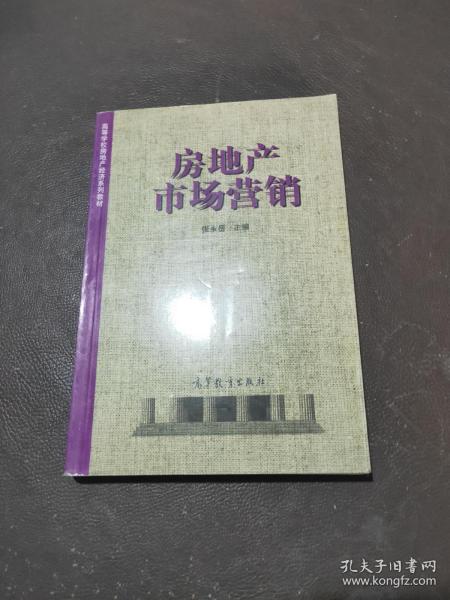 高等学校房地产经济系列教材
房地产
市场营销
张永岳 主编
高等教育出版社
孔夫子旧书网
www.kongfz.com